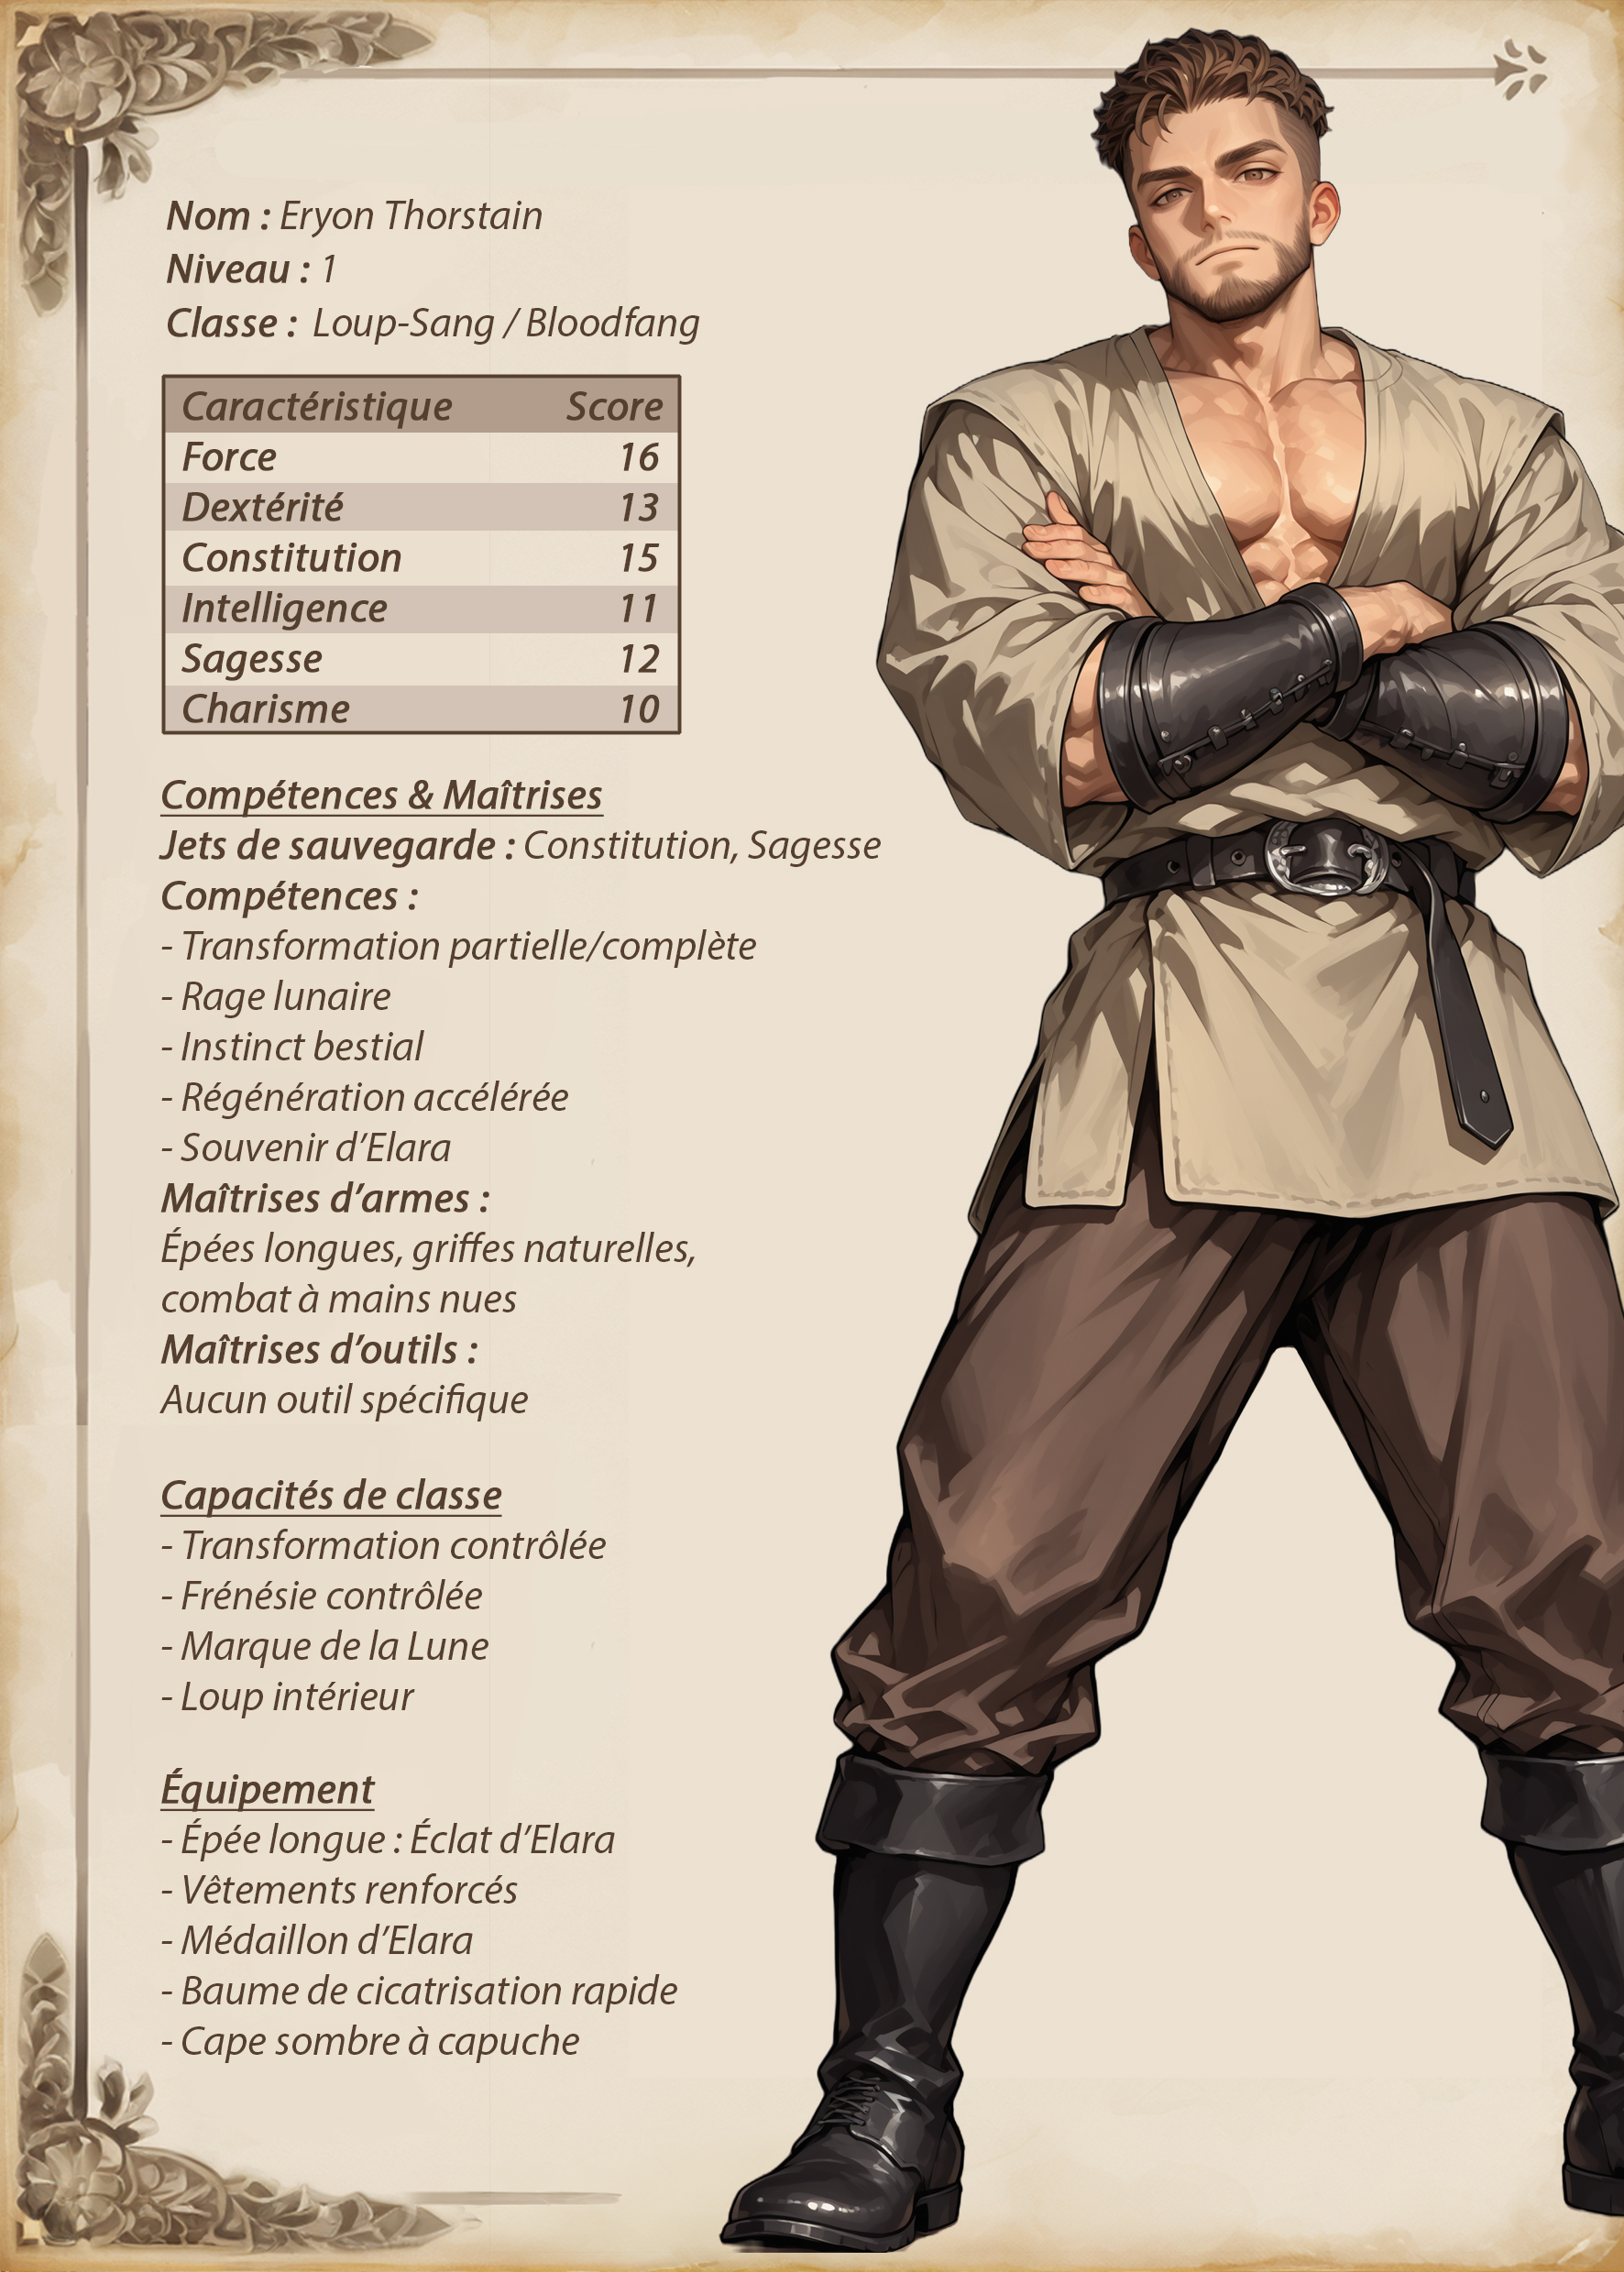 Nom : Eryon Thorstain
Niveau : 1
Classe : Loup-Sang / Bloodfang
Caractéristique Score
Force 16
Dextérité 13
Constitution 15
Intelligence 11
Sagesse 12
Charisme 10
Compétences & Maîtrises
Jets de sauvegarde : Constitution, Sagesse
Compétences :
- Transformation partielle/complète
- Rage lunaire
- Instinct bestial
- Régénération accélérée
- Souvenir d’Elara
Maîtrises d’armes :
Épées longues, griffes naturelles,
combat à mains nues
Maîtrises d’outils :
Aucun outil spécifique
Capacités de classe
- Transformation contrôlée
- Frénésie contrôlée
- Marque de la Lune
- Loup intérieur
Équipement
- Épée longue : Éclat d’Elara
- Vêtements renforcés
- Médaillon d’Elara
- Baume de cicatrisation rapide
- Cape sombre à capuche